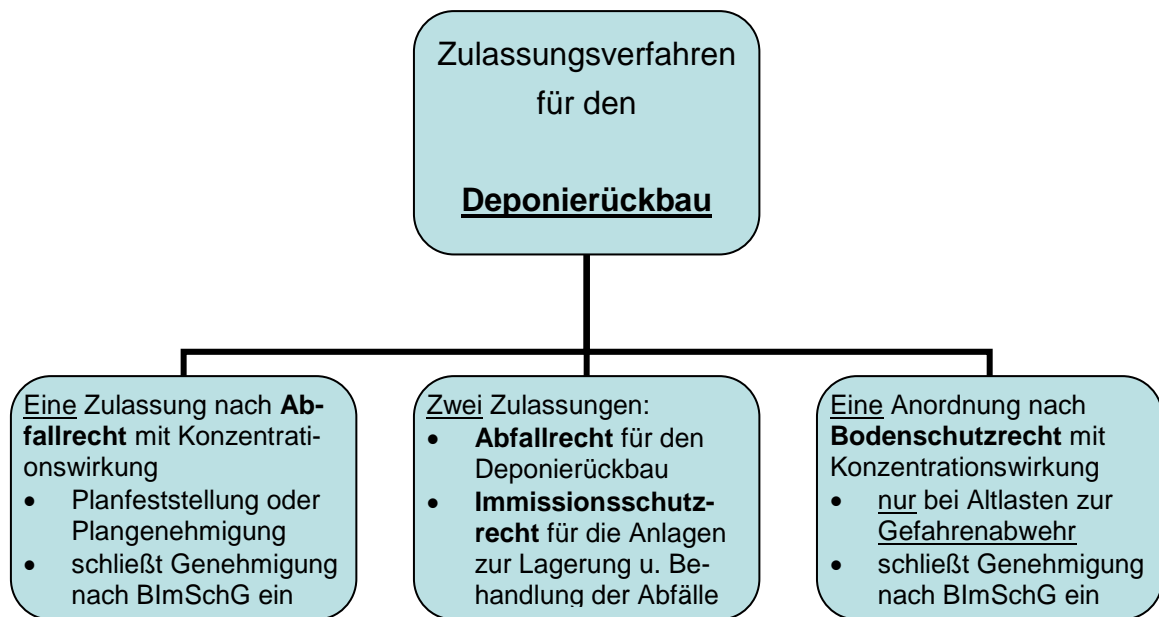 Zulassungsverfahren
für den
Deponierückbau
Eine Zulassung nach Ab-
fallrecht mit Konzentrati-
onswirkung
• Planfeststellung oder
Plangenehmigung
• schließt Genehmigung
nach BImSchG ein
Zwei Zulassungen:
• Abfallrecht für den
Deponierückbau
• Immissionsschutz-
recht für die Anlagen
zur Lagerung u. Be-
handlung der Abfälle
Eine Anordnung nach
Bodenschutzrecht mit
Konzentrationswirkung
• nur bei Altlasten zur
Gefahrenabwehr
• schließt Genehmigung
nach BImSchG ein